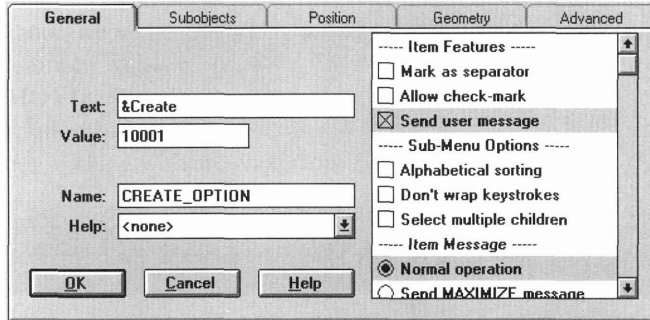 General Subobjects Position Geometry Advanced
Text: &Create
Value: 10001
Name: CREATE_OPTION
Help: <none>
OK Cancel Help
----- Item Features -----
Mark as separator
Allow check-mark
Send user message
----- Sub-Menu Options -----
Alphabetical sorting
Don't wrap keystrokes
Select multiple children
----- Item Message -----
Normal operation
Send MAXIMIZE message